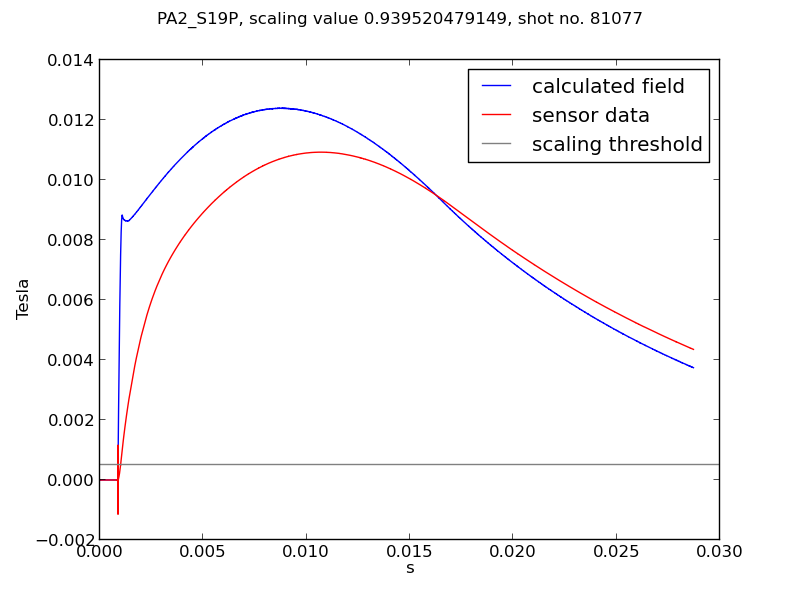 PA2_S19P, scaling value 0.939520479149, shot no. 81077
0.014
0.012
0.010
0.008
0.006
0.004
0.002
0.000
−0.002
Tesla
calculated field
sensor data
scaling threshold
0.000
0.005
0.010
0.015
0.020
0.025
0.030
s